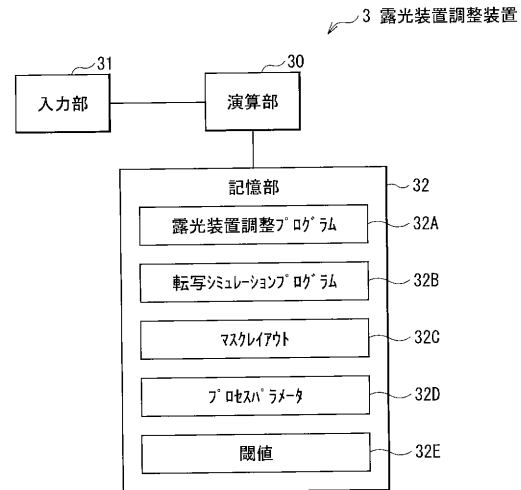 3 露光装置調整装置
31
30
入力部
演算部
記憶部
32
露光装置調整プログラム
32A
転写シミュレーションプログラム
32B
マスクレイアウト
32C
プロセスパラメータ
32D
閾値
32E